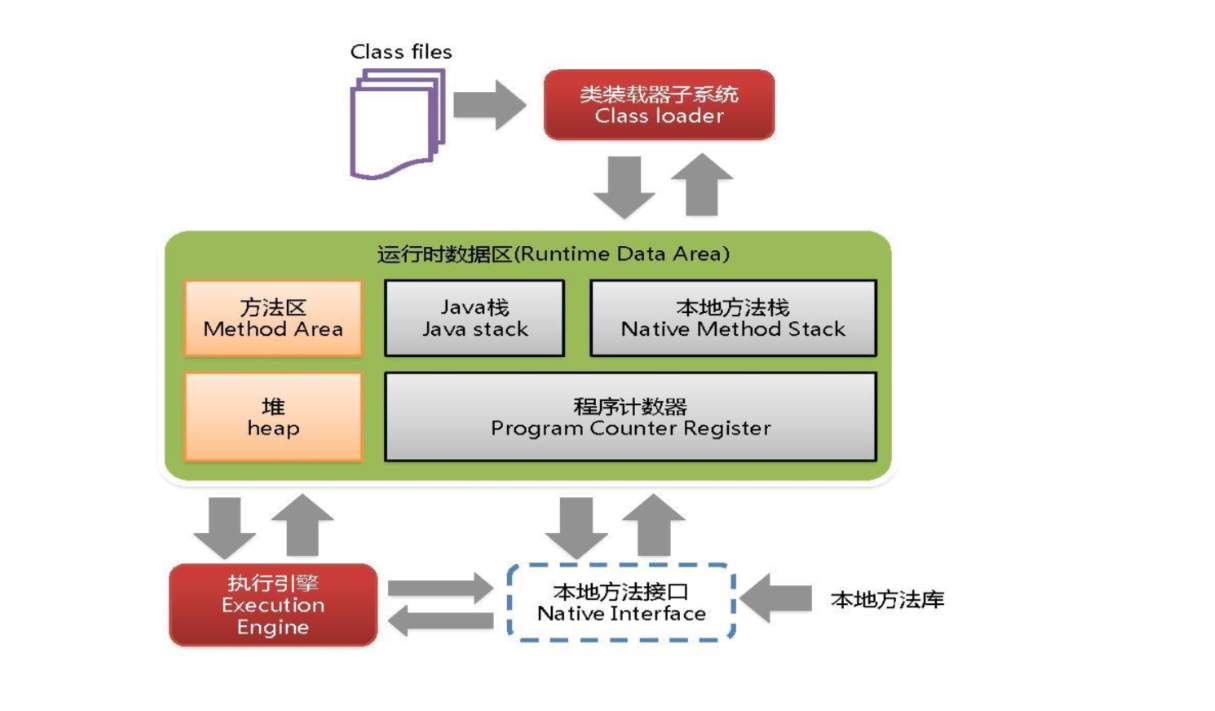 Class files
类装载器子系统
Class loader
运行时数据区(Runtime Data Area)
方法区
Method Area
Java栈
Java stack
本地方法栈
Native Method Stack
堆
heap
程序计数器
Program Counter Register
执行引擎
Execution
Engine
本地方法接口
Native Interface
本地方法库